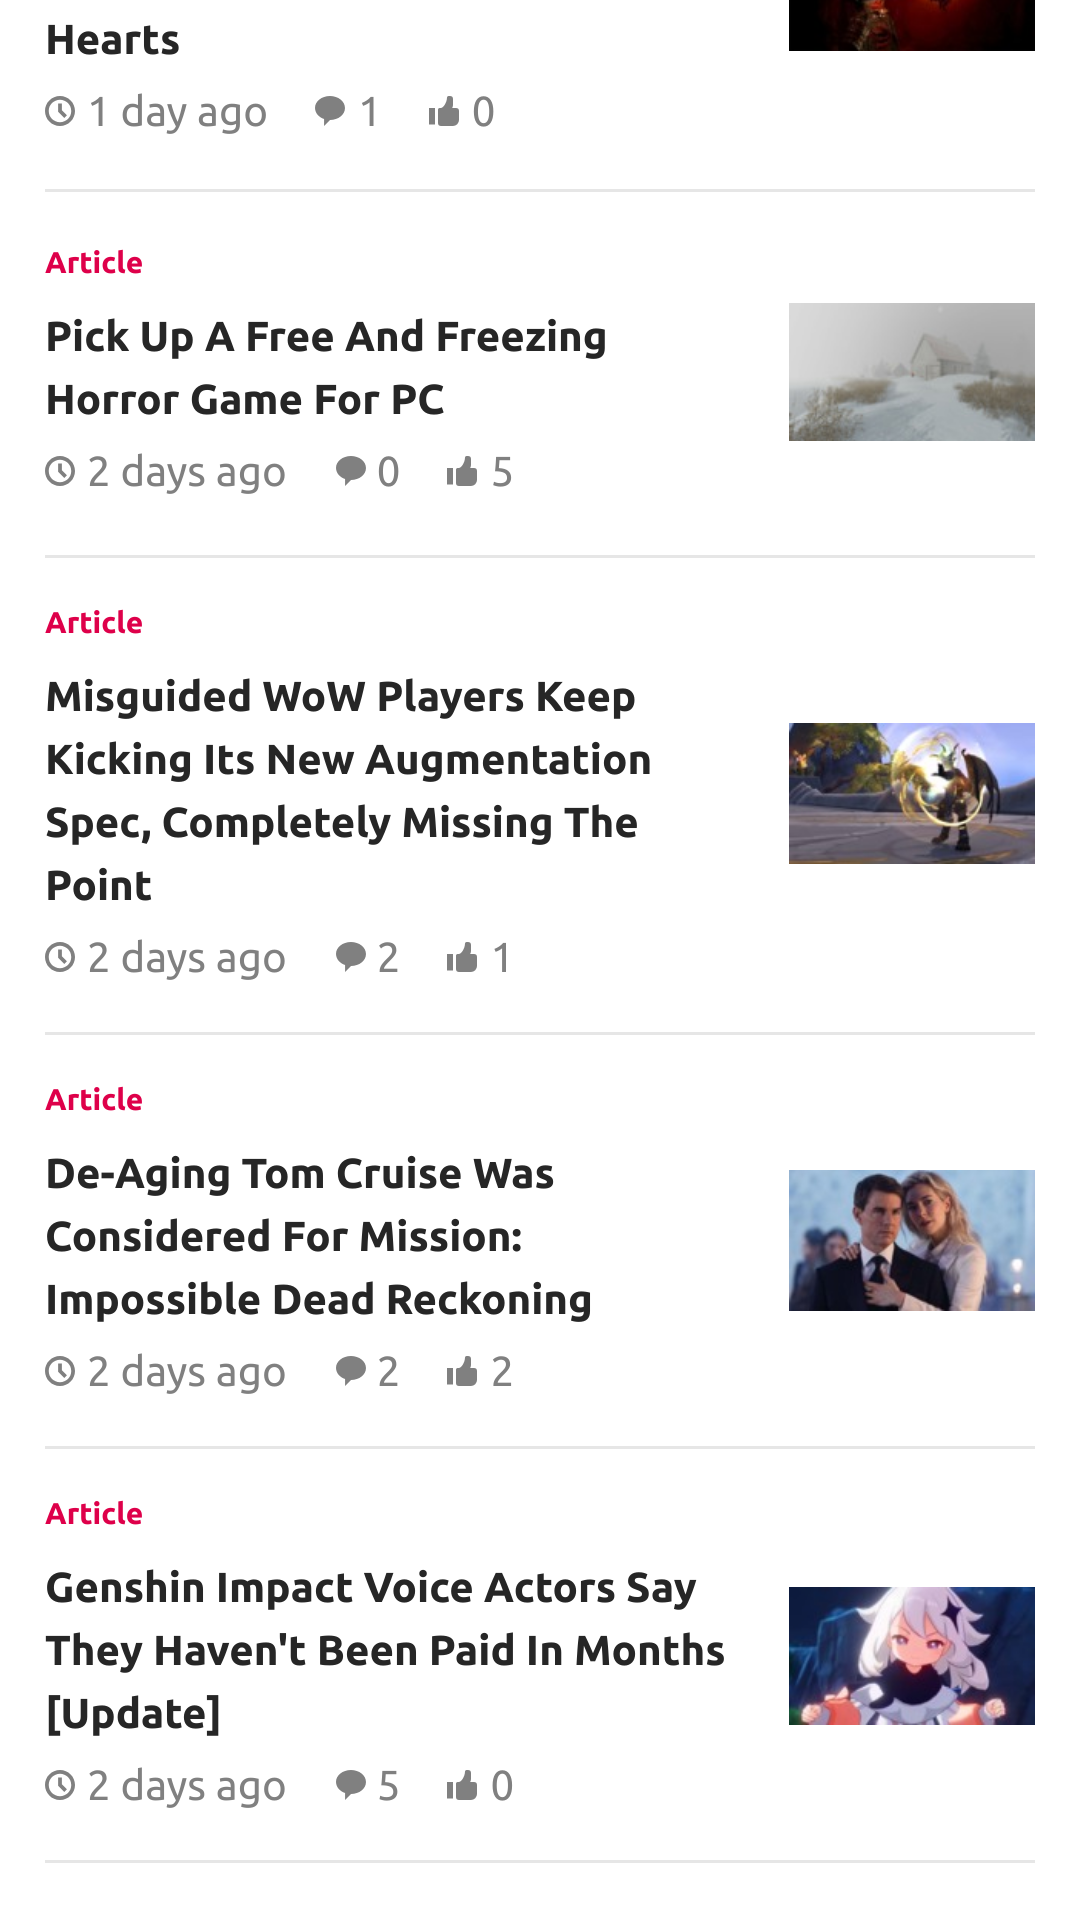 Hearts
1 day ago 1 0
Article
Pick Up A Free And Freezing
Horror Game For PC
2 days ago 0 5
Article
Misguided WoW Players Keep
Kicking Its New Augmentation
Spec, Completely Missing The
Point
2 days ago 2 1
Article
De-Aging Tom Cruise Was
Considered For Mission:
Impossible Dead Reckoning
2 days ago 2 2
Article
Genshin Impact Voice Actors Say
They Haven't Been Paid In Months
[Update]
2 days ago 5 0